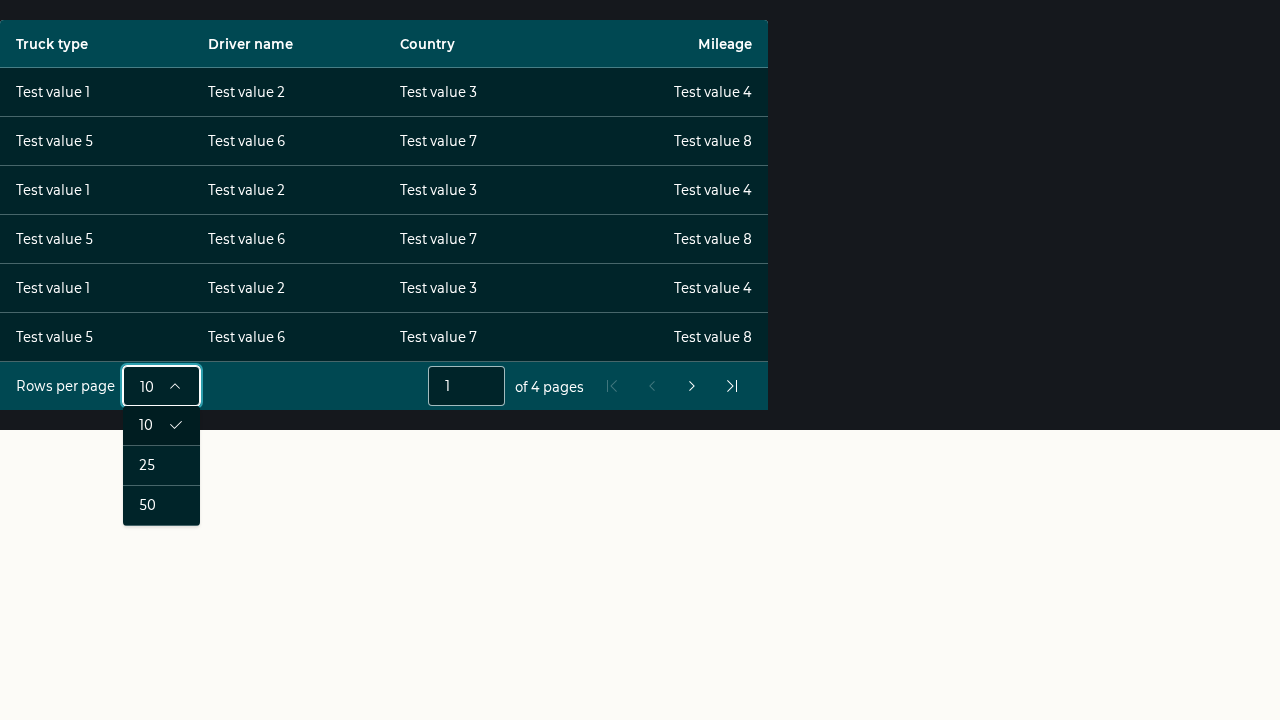 Truck type Driver name Country Mileage
Test value 1 Test value 2 Test value 3 Test value 4
Test value 5 Test value 6 Test value 7 Test value 8
Test value 1 Test value 2 Test value 3 Test value 4
Test value 5 Test value 6 Test value 7 Test value 8
Test value 1 Test value 2 Test value 3 Test value 4
Test value 5 Test value 6 Test value 7 Test value 8
Rows per page 10 1 of 4 pages
10
25
50